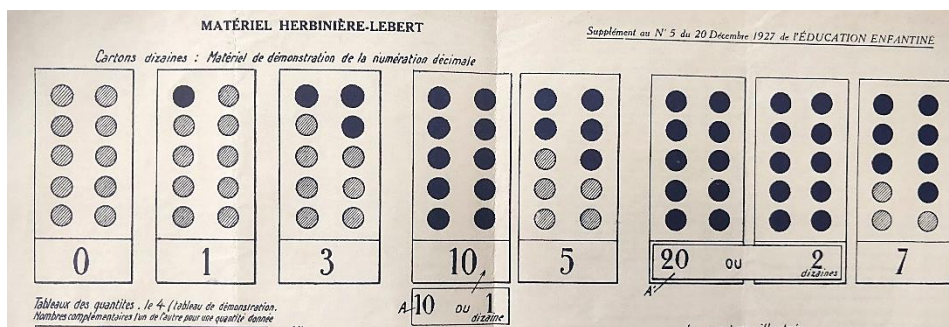 MATÉRIEL HERBINIÈRE-LEBERT
Supplément au N° 5 du 20 Décembre 1927 de l'ÉDUCATION ENFANTINE
Cartons dizaines : Matériel de démonstration de la numération décimale
0 1 3 10 5 20 ou 2 dizaines 7
A 10 ou 1 dizaine
A'
Tableaux des quantites. le 4 (tableau de démonstration.
Nombres complémentaires l'un de l'autre pour une quantité donnée